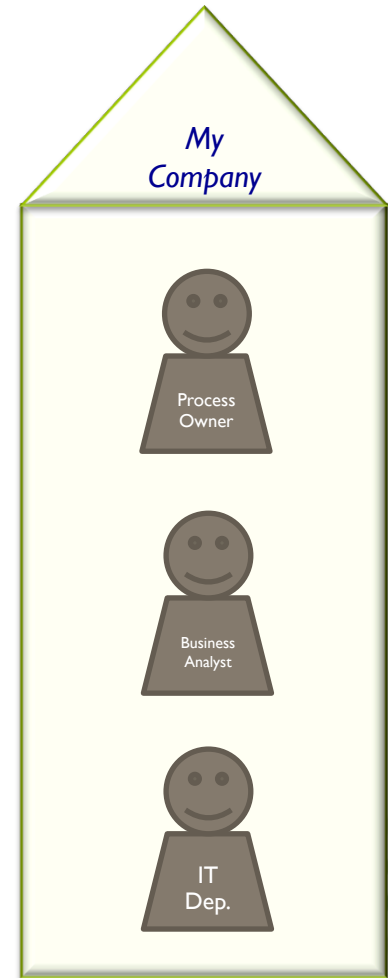 My
Company
Process
Owner
Business
Analyst
IT
Dep.